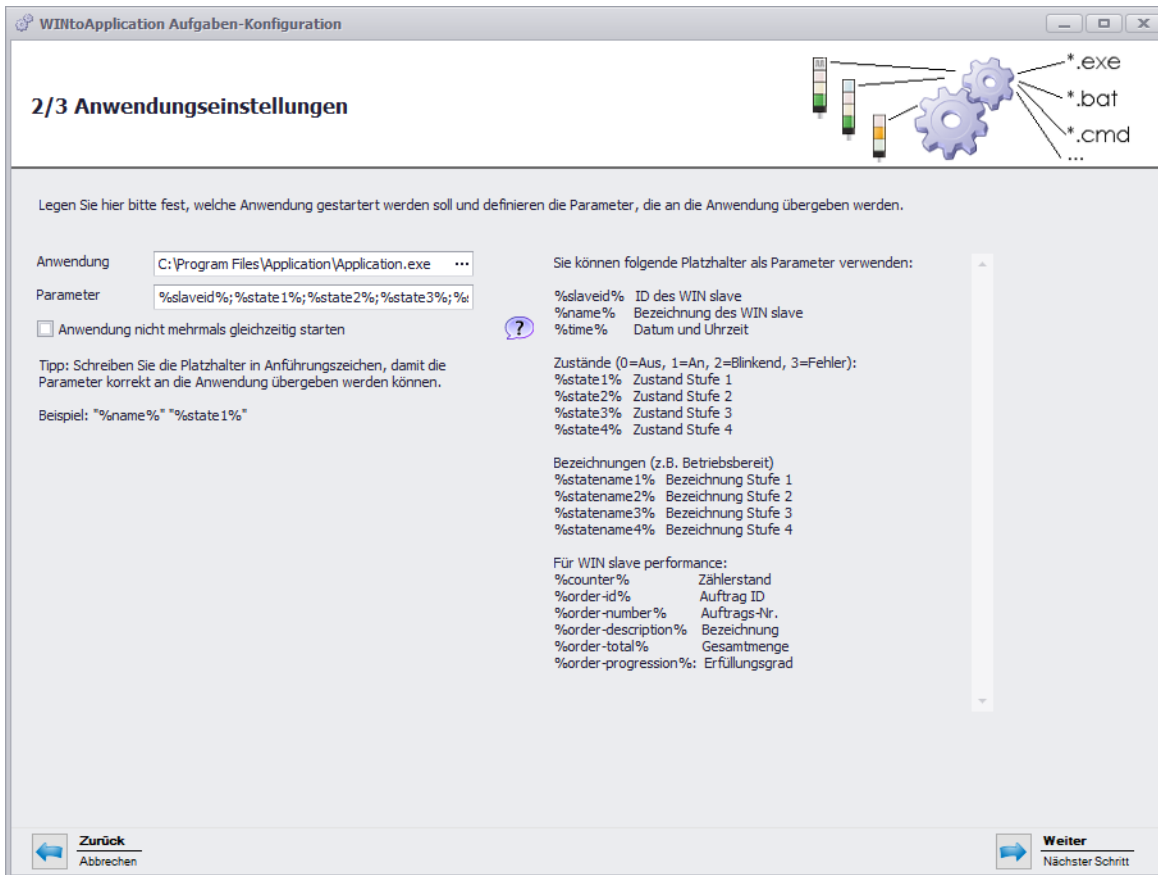 WINtoApplication Aufgaben-Konfiguration
2/3 Anwendungseinstellungen
*.exe
*.bat
*.cmd
...
Legen Sie hier bitte fest, welche Anwendung gestartert werden soll und definieren die Parameter, die an die Anwendung übergeben werden.
Anwendung
C:\Program Files\Application\Application.exe ...
Parameter
%slaveid%;%state1%;%state2%;%state3%;%s
Anwendung nicht mehrmals gleichzeitig starten
?
Tipp: Schreiben Sie die Platzhalter in Anführungszeichen, damit die
Parameter korrekt an die Anwendung übergeben werden können.
Beispiel: "%name%" "%state1%"
Sie können folgende Platzhalter als Parameter verwenden:
%slaveid% ID des WIN slave
%name% Bezeichnung des WIN slave
%time% Datum und Uhrzeit
Zustände (0=Aus, 1=An, 2=Blinkend, 3=Fehler):
%state1% Zustand Stufe 1
%state2% Zustand Stufe 2
%state3% Zustand Stufe 3
%state4% Zustand Stufe 4
Bezeichnungen (z.B. Betriebsbereit)
%statename1% Bezeichnung Stufe 1
%statename2% Bezeichnung Stufe 2
%statename3% Bezeichnung Stufe 3
%statename4% Bezeichnung Stufe 4
Für WIN slave performance:
%counter% Zählerstand
%order-id% Auftrag ID
%order-number% Auftrags-Nr.
%order-description% Bezeichnung
%order-total% Gesamtmenge
%order-progression%: Erfüllungsgrad
Zurück
Abbrechen
Weiter
Nächster Schritt